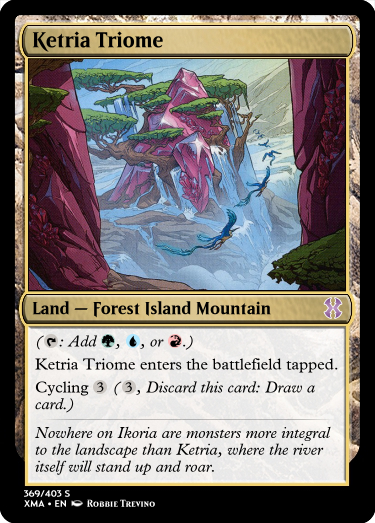 Ketria Triome
Land — Forest Island Mountain
(: Add , , or .)
Ketria Triome enters the battlefield tapped.
Cycling 3 (3, Discard this card: Draw a
card.)
Nowhere on Ikoria are monsters more integral
to the landscape than Ketria, where the river
itself will stand up and roar.
369/403 S
XMA • EN Robbie Trevino